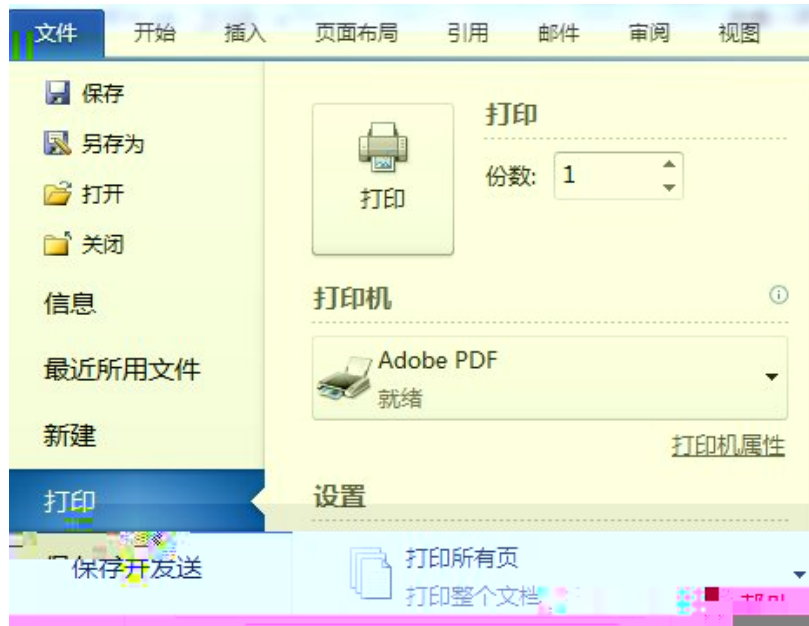 文件 开始 插入 页面布局 引用 邮件 审阅 视图
保存
另存为
打开
关闭
信息
最近所用文件
新建
打印
保存并发送
打印
打印
份数: 1
打印机
Adobe PDF
就绪
打印机属性
设置
打印所有页
打印整个文档